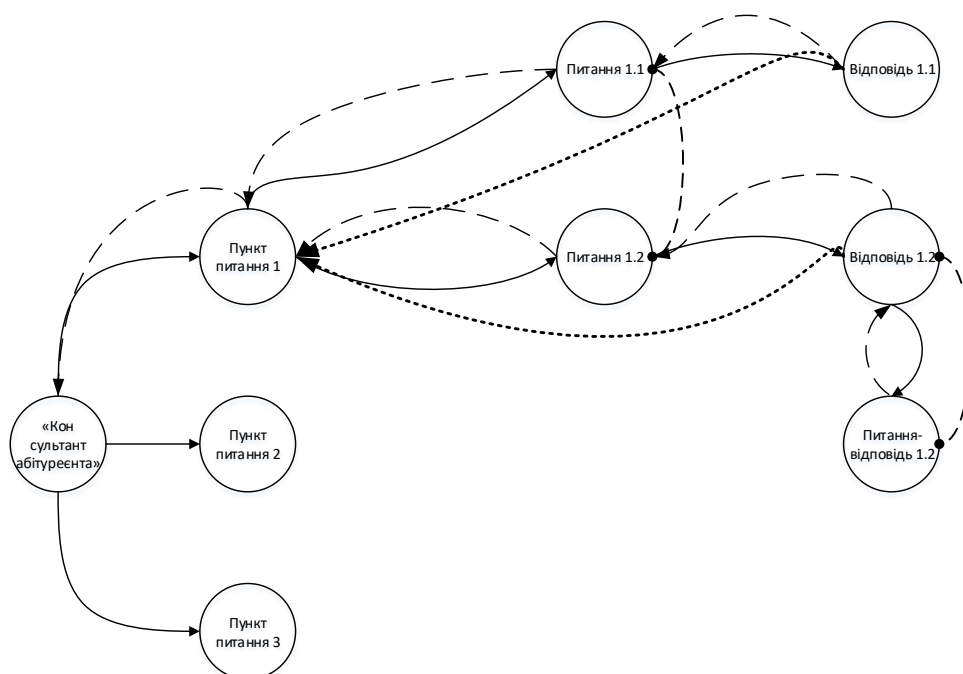 Питання 1.1
Відповідь 1.1
Пункт
питання 1
Питання 1.2
Відповідь 1.2
«Кон
сультант
абітуреєнта»
Пункт
питання 2
Питання-
відповідь 1.2
Пункт
питання 3